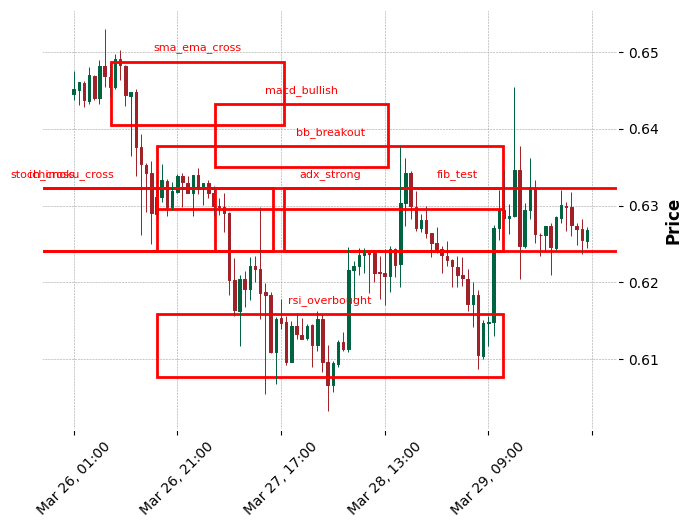 sma_ema_cross
0.65
macd_bullish
0.64
bb_breakout
adx_strong
fib_test
0.63
Price
0.62
rsi_overbought
0.61
Mar 26, 01:00
Mar 26, 21:00
Mar 27, 17:00
Mar 28, 13:00
Mar 29, 09:00